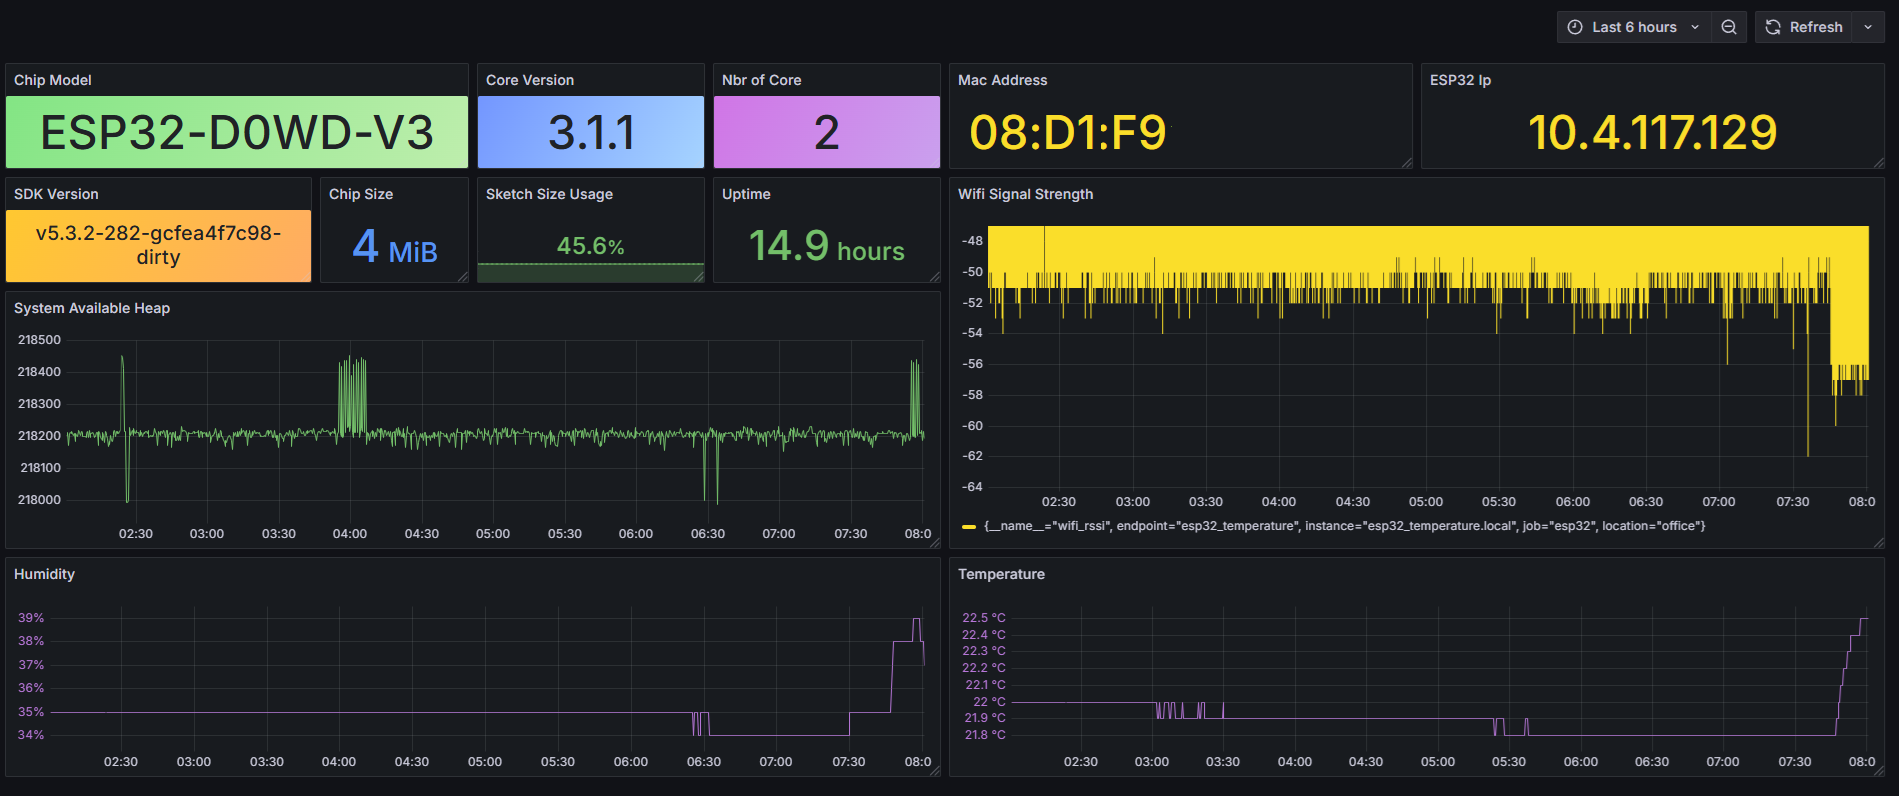 Last 6 hours
Refresh
Chip Model
ESP32-D0WD-V3
Core Version
3.1.1
Nbr of Core
2
Mac Address
08:D1:F9
ESP32 Ip
10.4.117.129
SDK Version
v5.3.2-282-gcfea4f7c98-
dirty
Chip Size
4 MiB
Sketch Size Usage
45.6%
Uptime
14.9 hours
Wifi Signal Strength
-48
-50
-52
-54
-56
-58
-60
-62
-64
02:30 03:00 03:30 04:00 04:30 05:00 05:30 06:00 06:30 07:00 07:30 08:0
{__name__="wifi_rssi", endpoint="esp32_temperature", instance="esp32_temperature.local", job="esp32", location="office"}
System Available Heap
218500
218400
218300
218200
218100
218000
02:30 03:00 03:30 04:00 04:30 05:00 05:30 06:00 06:30 07:00 07:30 08:0
Humidity
39%
38%
37%
36%
35%
34%
02:30 03:00 03:30 04:00 04:30 05:00 05:30 06:00 06:30 07:00 07:30 08:0
Temperature
22.5 °C
22.4 °C
22.3 °C
22.2 °C
22.1 °C
22 °C
21.9 °C
21.8 °C
02:30 03:00 03:30 04:00 04:30 05:00 05:30 06:00 06:30 07:00 07:30 08:0